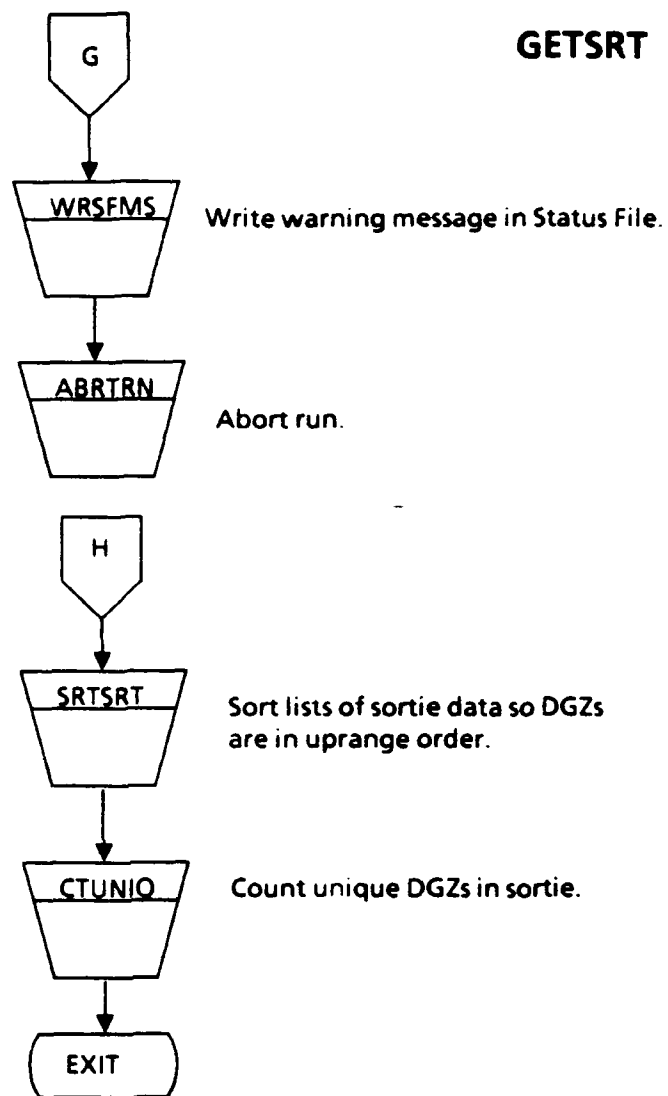 GETSRT
G
WRSFMS
Write warning message in Status File.
ABRTRN
Abort run.
H
SRTSRT
Sort lists of sortie data so DGZs
are in uprange order.
CTUNIQ
Count unique DGZs in sortie.
EXIT